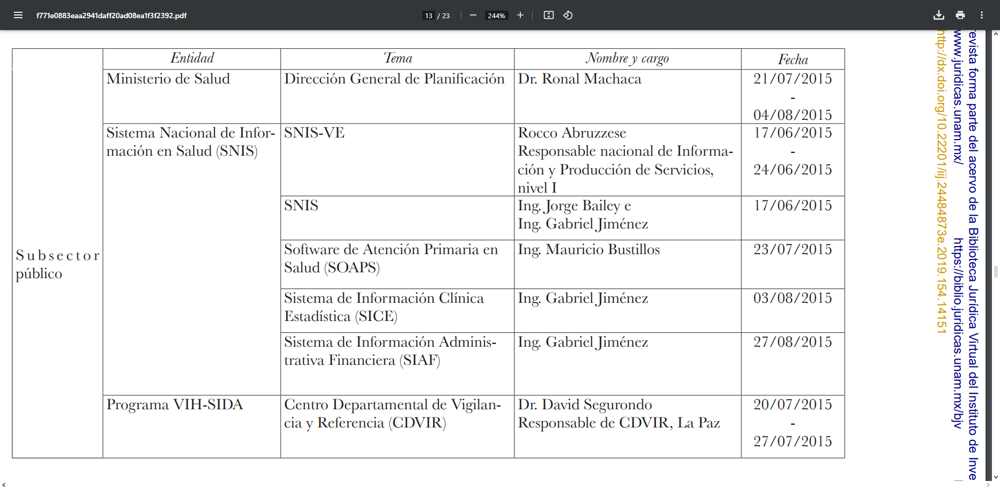 f771e0883eaa2941daff20ad08ea1f3f2392.pdf
13 / 23
244%
Entidad
Tema
Nombre y cargo
Fecha
Subsector
público
Ministerio de Salud
Dirección General de Planificación
Dr. Ronal Machaca
21/07/2015
-
04/08/2015
Sistema Nacional de Infor-
mación en Salud (SNIS)
SNIS-VE
Rocco Abruzzese
Responsable nacional de Informa-
ción y Producción de Servicios,
nivel I
17/06/2015
-
24/06/2015
SNIS
Ing. Jorge Bailey e
Ing. Gabriel Jiménez
17/06/2015
Software de Atención Primaria en
Salud (SOAPS)
Ing. Mauricio Bustillos
23/07/2015
Sistema de Información Clínica
Estadística (SICE)
Ing. Gabriel Jiménez
03/08/2015
Sistema de Información Adminis-
trativa Financiera (SIAF)
Ing. Gabriel Jiménez
27/08/2015
Programa VIH-SIDA
Centro Departamental de Vigilan-
cia y Referencia (CDVIR)
Dr. David Segurondo
Responsable de CDVIR, La Paz
20/07/2015
-
27/07/2015
evista forma parte del acervo de la Biblioteca Jurídica Virtual del Instituto de Inve
www.juridicas.unam.mx/ https://biblio.juridicas.unam.mx/bjv
http://dx.doi.org/10.22201/iij.24484873e.2019.154.14151